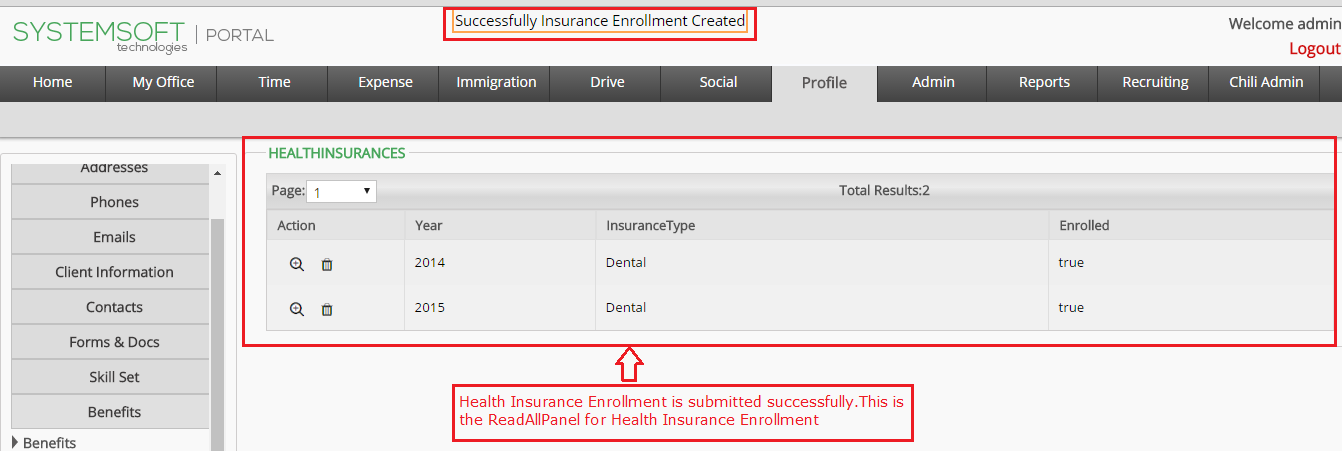 Successfully Insurance Enrollment Created
SYSTEMSOFT
technologies
PORTAL
Welcome admin
Logout
Home My Office Time Expense Immigration Drive Social Profile Admin Reports Recruiting Chili Admin
Addresses
Phones
Emails
Client Information
Contacts
Forms & Docs
Skill Set
Benefits
Benefits
HEALTHINSURANCES
Page: 1 Total Results:2
Action Year InsuranceType Enrolled
2014 Dental true
2015 Dental true
Health Insurance Enrollment is submitted successfully.This is
the ReadAllPanel for Health Insurance Enrollment